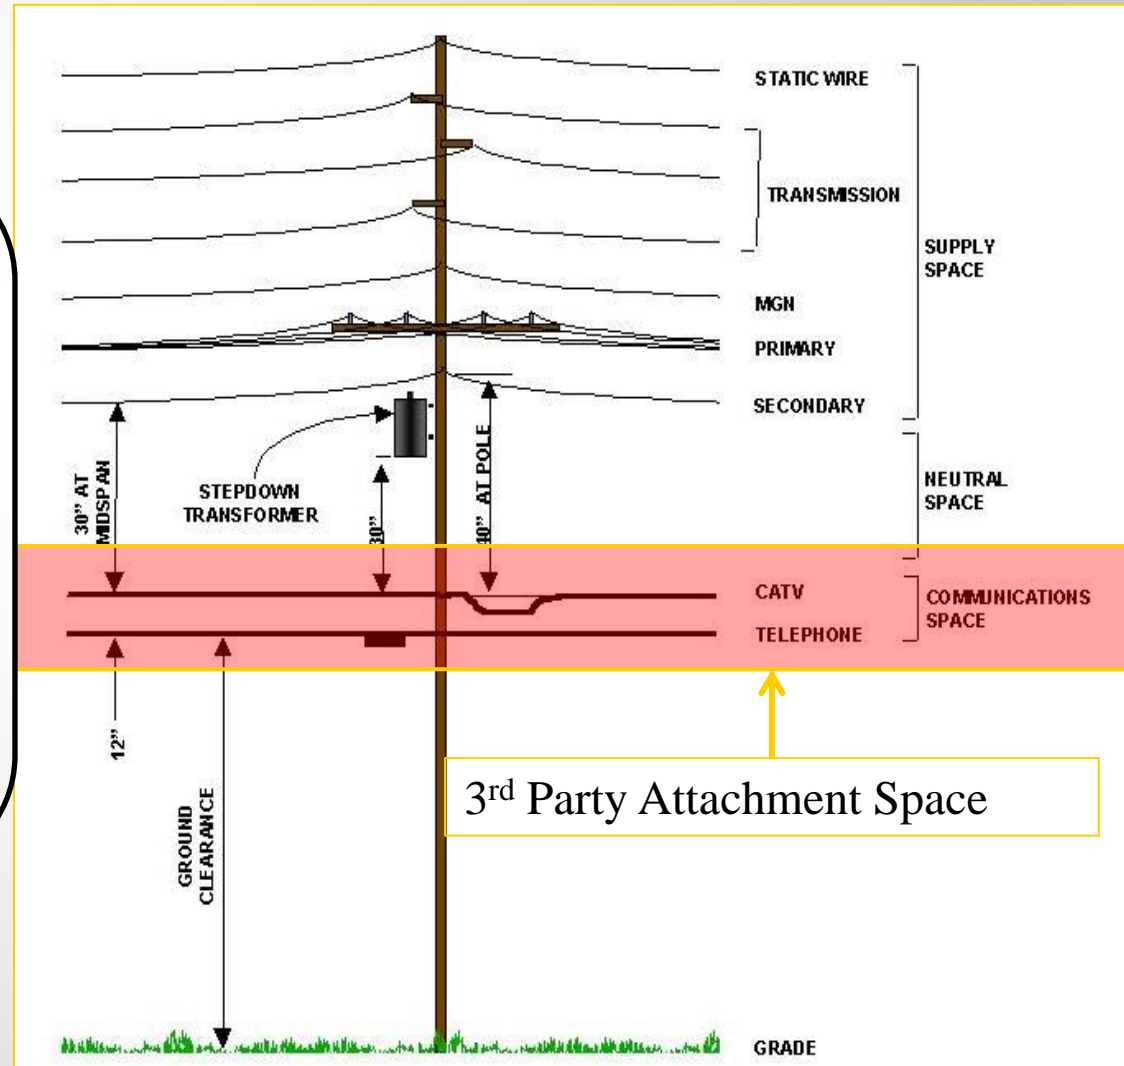 STATIC WIRE
TRANSMISSION
SUPPLY
SPACE
MGN
PRIMARY
SECONDARY
30” AT
MIDSPAN
STEPDOWN
TRANSFORMER
30”
40” AT POLE
NEUTRAL
SPACE
CATV
COMMUNICATIONS
SPACE
TELEPHONE
12”
GROUND
CLEARANCE
3rd Party Attachment Space
GRADE